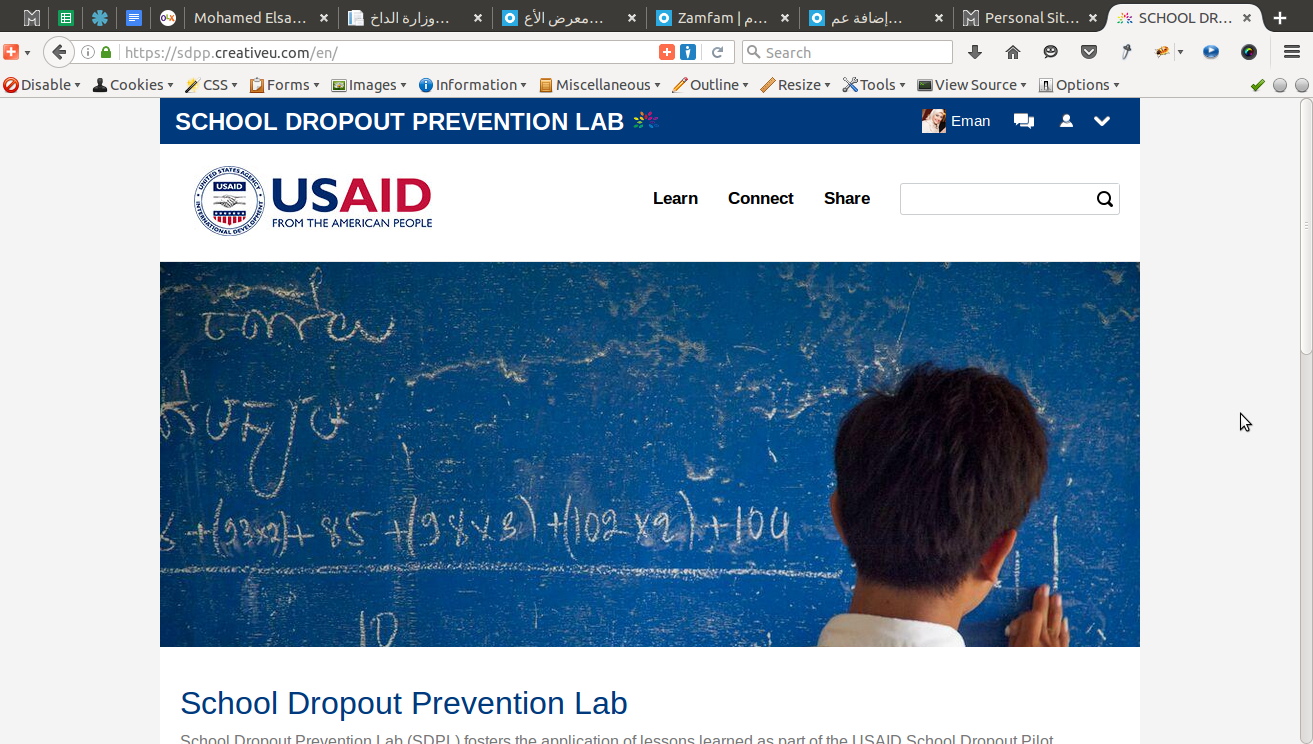 Mohamed Elsa...
وزارة الداخ...
معرض الأع...
Zamfam | م...
إضافة عم...
Personal Sit...
SCHOOL DR...
https://sdpp.creativeu.com/en/
Search
Disable
Cookies
CSS
Forms
Images
Information
Miscellaneous
Outline
Resize
Tools
View Source
Options
SCHOOL DROPOUT PREVENTION LAB
Eman
UNITED STATES AGENCY
USAID
INTERNATIONAL DEVELOPMENT
USAID
FROM THE AMERICAN PEOPLE
Learn Connect Share
+(93x2)+85+(98x3)+(102x2)+104
10
School Dropout Prevention Lab
School Dropout Prevention Lab (SDPL) fosters the application of lessons learned as part of the USAID School Dropout Pilot